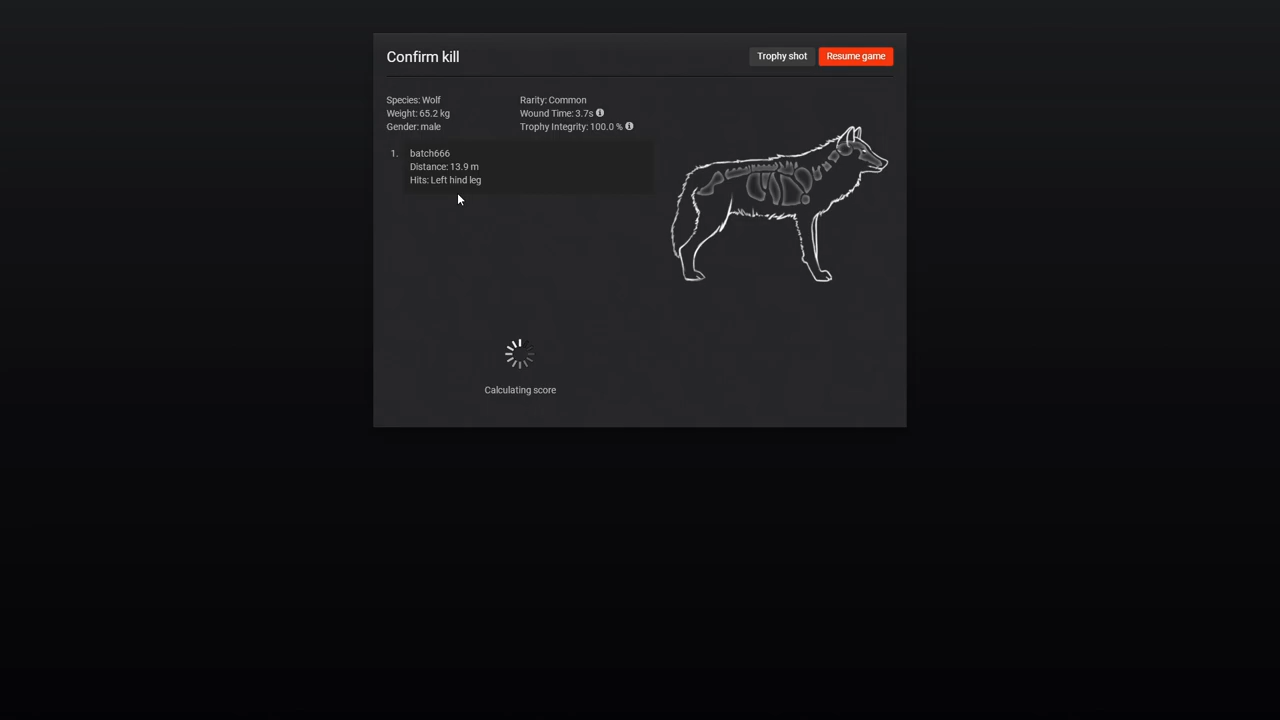 Confirm kill
Trophy shot
Resume game
Species: Wolf
Weight: 65.2 kg
Gender: male
Rarity: Common
Wound Time: 3.7s
Trophy Integrity: 100.0 %
1. batch666
Distance: 13.9 m
Hits: Left hind leg
Calculating score